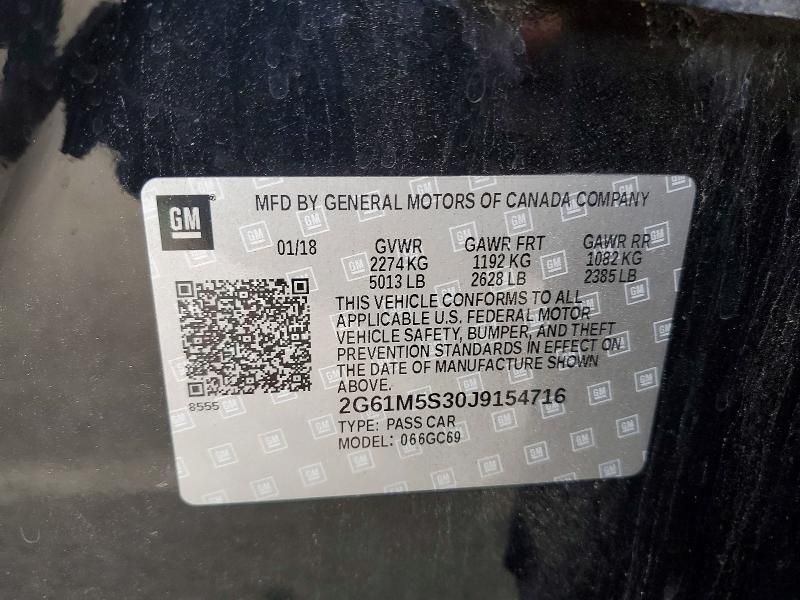 GM
MFD BY GENERAL MOTORS OF CANADA COMPANY
01/18 GVWR GAWR FRT GAWR RR
2274KG 1192 KG 1082 KG
5013 LB 2628 LB 2385 LB
THIS VEHICLE CONFORMS TO ALL
APPLICABLE U.S. FEDERAL MOTOR
VEHICLE SAFETY, BUMPER, AND THEFT
PREVENTION STANDARDS IN EFFECT ON
THE DATE OF MANUFACTURE SHOWN
ABOVE.
8555
2G61M5S30J9154716
TYPE: PASS CAR
MODEL: 066GC69